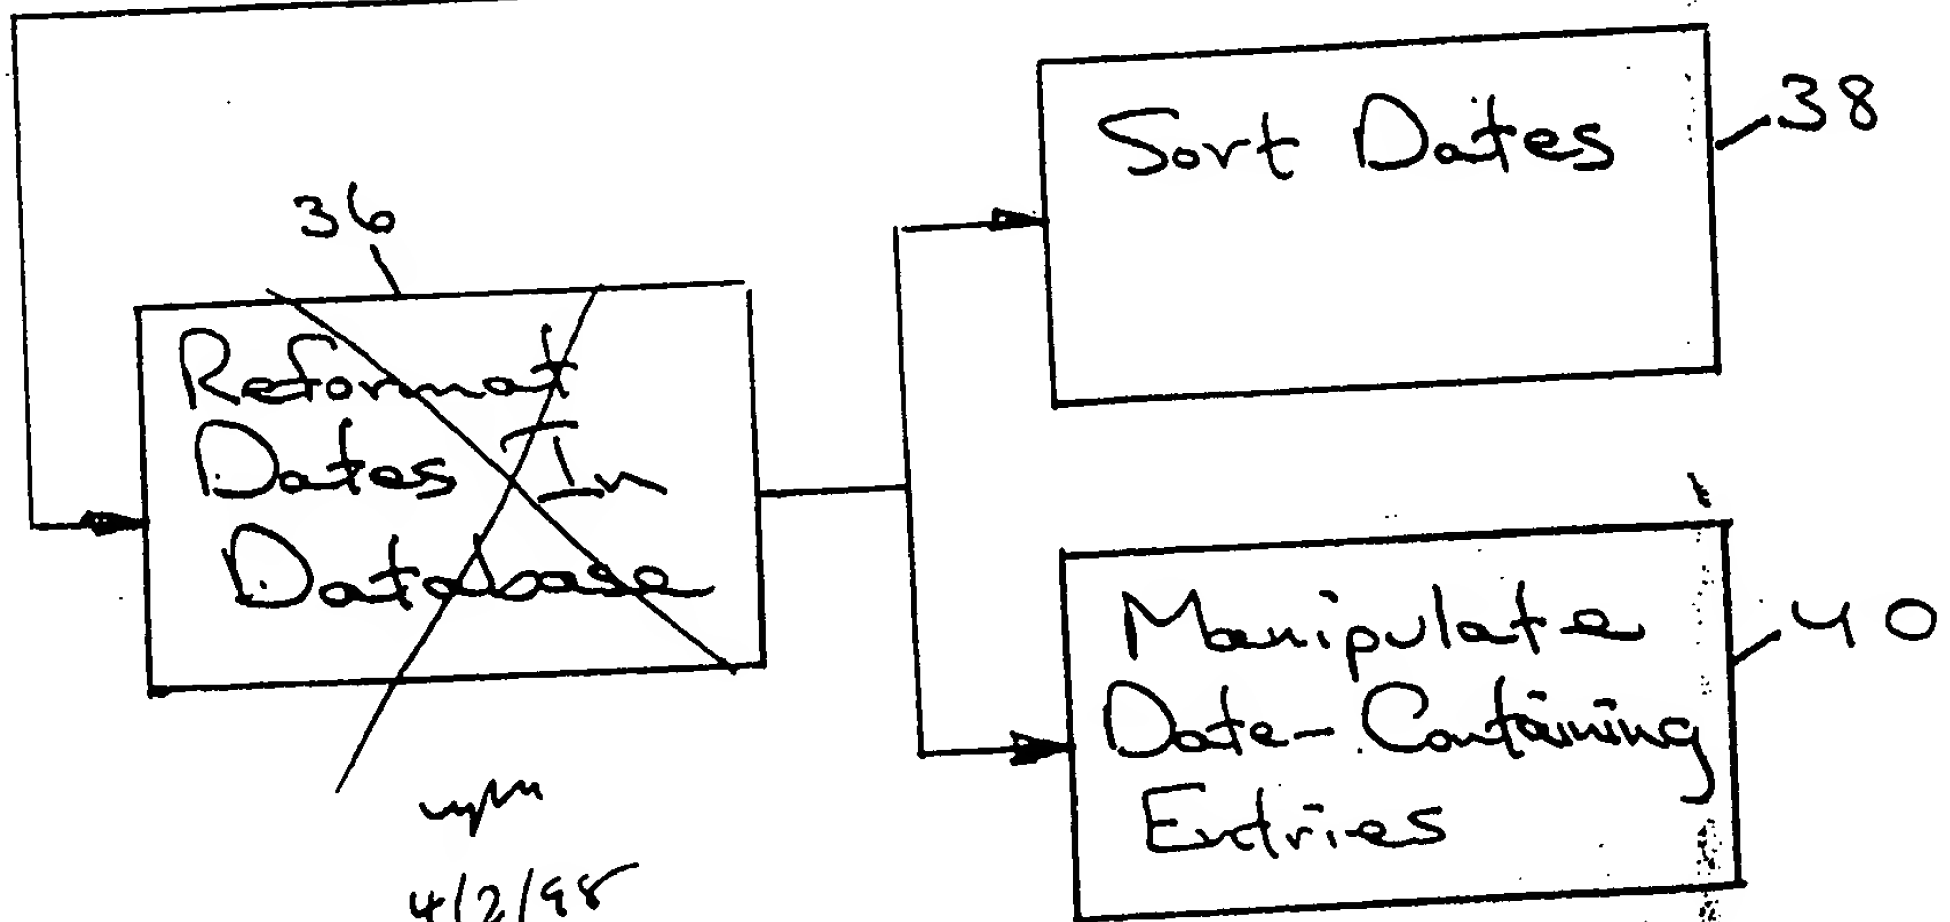 36
Reformat
Dates In
Database
4/2/98
Sort Dates
38
Manipulate
Date-Containing
Entries
40